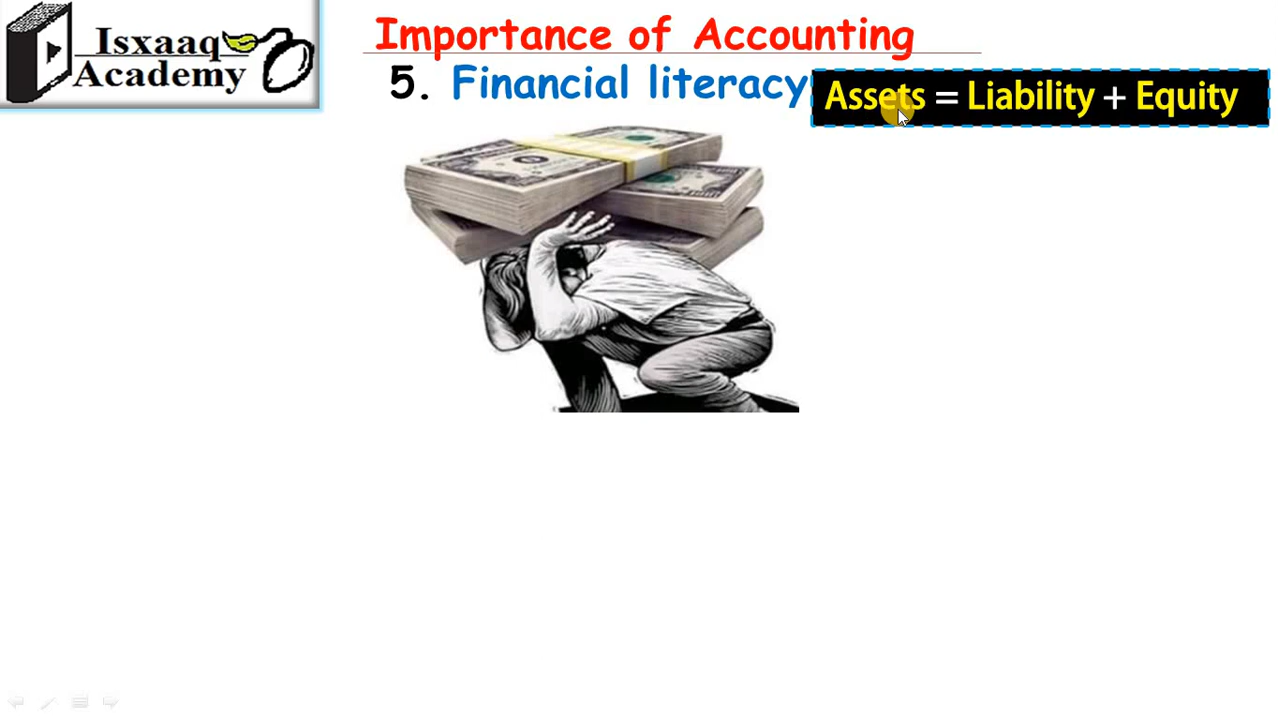 Isxaaq
Academy
Importance of Accounting
5. Financial literacy
Assets = Liability + Equity